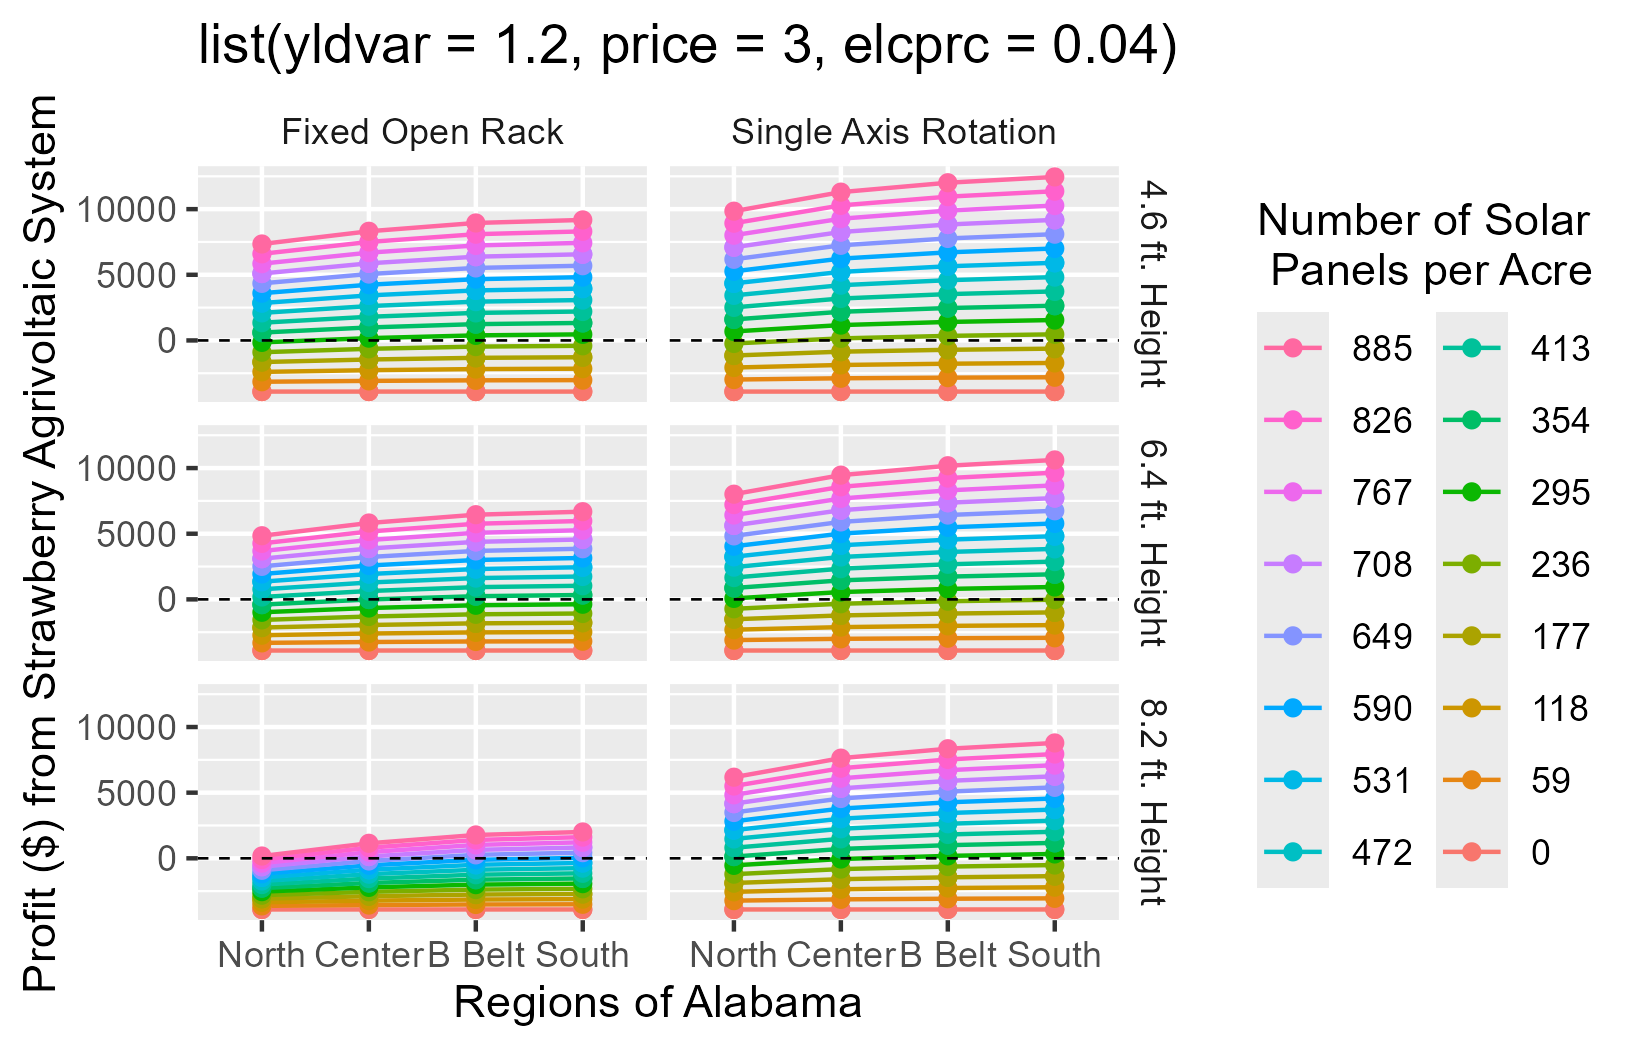 list(yldvar = 1.2, price = 3, elcprc = 0.04)
Fixed Open Rack
Single Axis Rotation
Profit ($) from Strawberry Agrivoltaic System
10000
5000
0
4.6 ft. Height
10000
5000
0
6.4 ft. Height
10000
5000
0
8.2 ft. Height
North Center B Belt South
North Center B Belt South
Regions of Alabama
Number of Solar
Panels per Acre
885
826
767
708
649
590
531
472
413
354
295
236
177
118
59
0